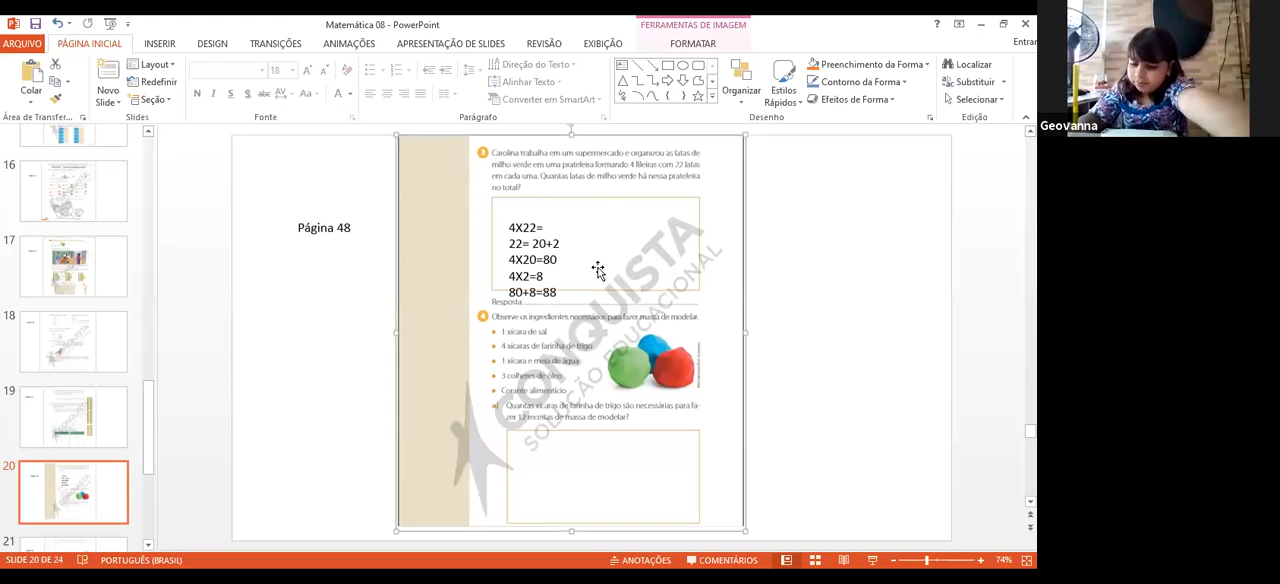 Matemática 08 - PowerPoint
FERRAMENTAS DE IMAGEM
ARQUIVO
PÁGINA INICIAL
INSERIR
DESIGN
TRANSIÇÕES
ANIMAÇÕES
APRESENTAÇÃO DE SLIDES
REVISÃO
EXIBIÇÃO
FORMATAR
Entrar
Colar
Novo
Slide
Layout
Redefinir
Seção
18
N I S S abc AV Aa A
Direção do Texto
Alinhar Texto
Converter em SmartArt
Organizar
Estilos
Rápidos
Preenchimento da Forma
Contorno da Forma
Efeitos de Forma
Localizar
Substituir
Selecionar
Área de Transfer...
Slides
Fonte
Parágrafo
Desenho
Edição
Geovanna
16
17
18
19
20
21
Página 48
3 Carolina trabalha em um supermercado e organizou as latas de
milho verde em uma prateleira formando 4 fileiras com 22 latas
em cada uma. Quantas latas de milho verde há nessa prateleira
no total?
4X22=
22= 20+2
4X20=80
4X2=8
80+8=88
Resposta
4 Observe os ingredientes necessários para fazer massa de modelar.
1 xícara de sal
4 xícaras de farinha de trigo
1 xícara e meia de água
3 colheres de óleo
Corante alimentício
a) Quantas xícaras de farinha de trigo são necessárias para fa-
zer 12 receitas de massa de modelar?
CONQUISTA
SOLUÇÃO EDUCACIONAL
SLIDE 20 DE 24
PORTUGUÊS (BRASIL)
ANOTAÇÕES
COMENTÁRIOS
74%